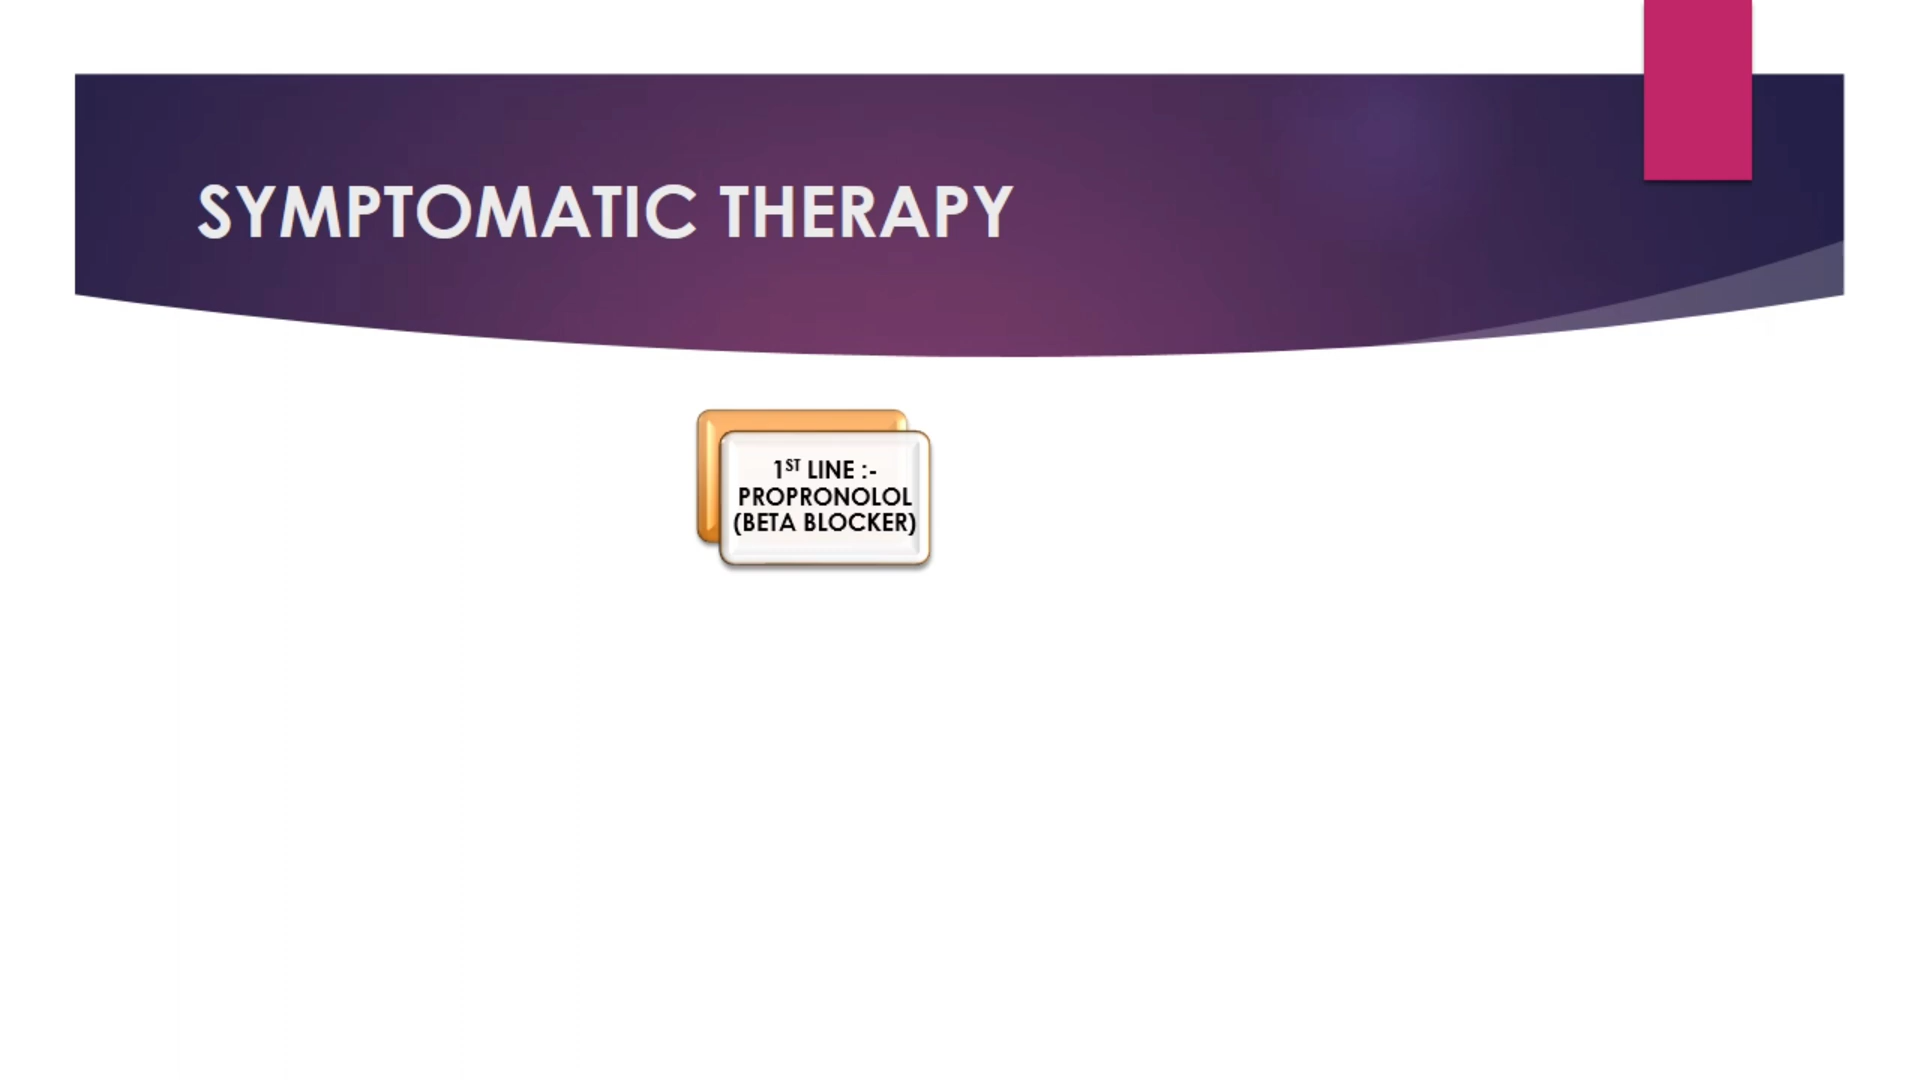 SYMPTOMATIC THERAPY
1ST LINE :-
PROPRONOLOL
(BETA BLOCKER)